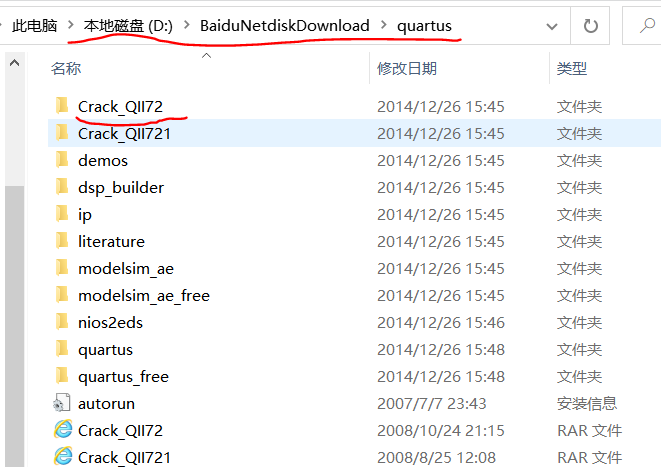 此电脑 > 本地磁盘 (D:) > BaiduNetdiskDownload > quartus
名称 修改日期 类型
Crack_QII72 2014/12/26 15:45 文件夹
Crack_QII721 2014/12/26 15:45 文件夹
demos 2014/12/26 15:45 文件夹
dsp_builder 2014/12/26 15:45 文件夹
ip 2014/12/26 15:45 文件夹
literature 2014/12/26 15:45 文件夹
modelsim_ae 2014/12/26 15:45 文件夹
modelsim_ae_free 2014/12/26 15:45 文件夹
nios2eds 2014/12/26 15:46 文件夹
quartus 2014/12/26 15:48 文件夹
quartus_free 2014/12/26 15:48 文件夹
autorun 2007/7/7 23:43 安装信息
Crack_QII72 2008/10/24 21:15 RAR 文件
Crack_QII721 2008/8/25 12:08 RAR 文件